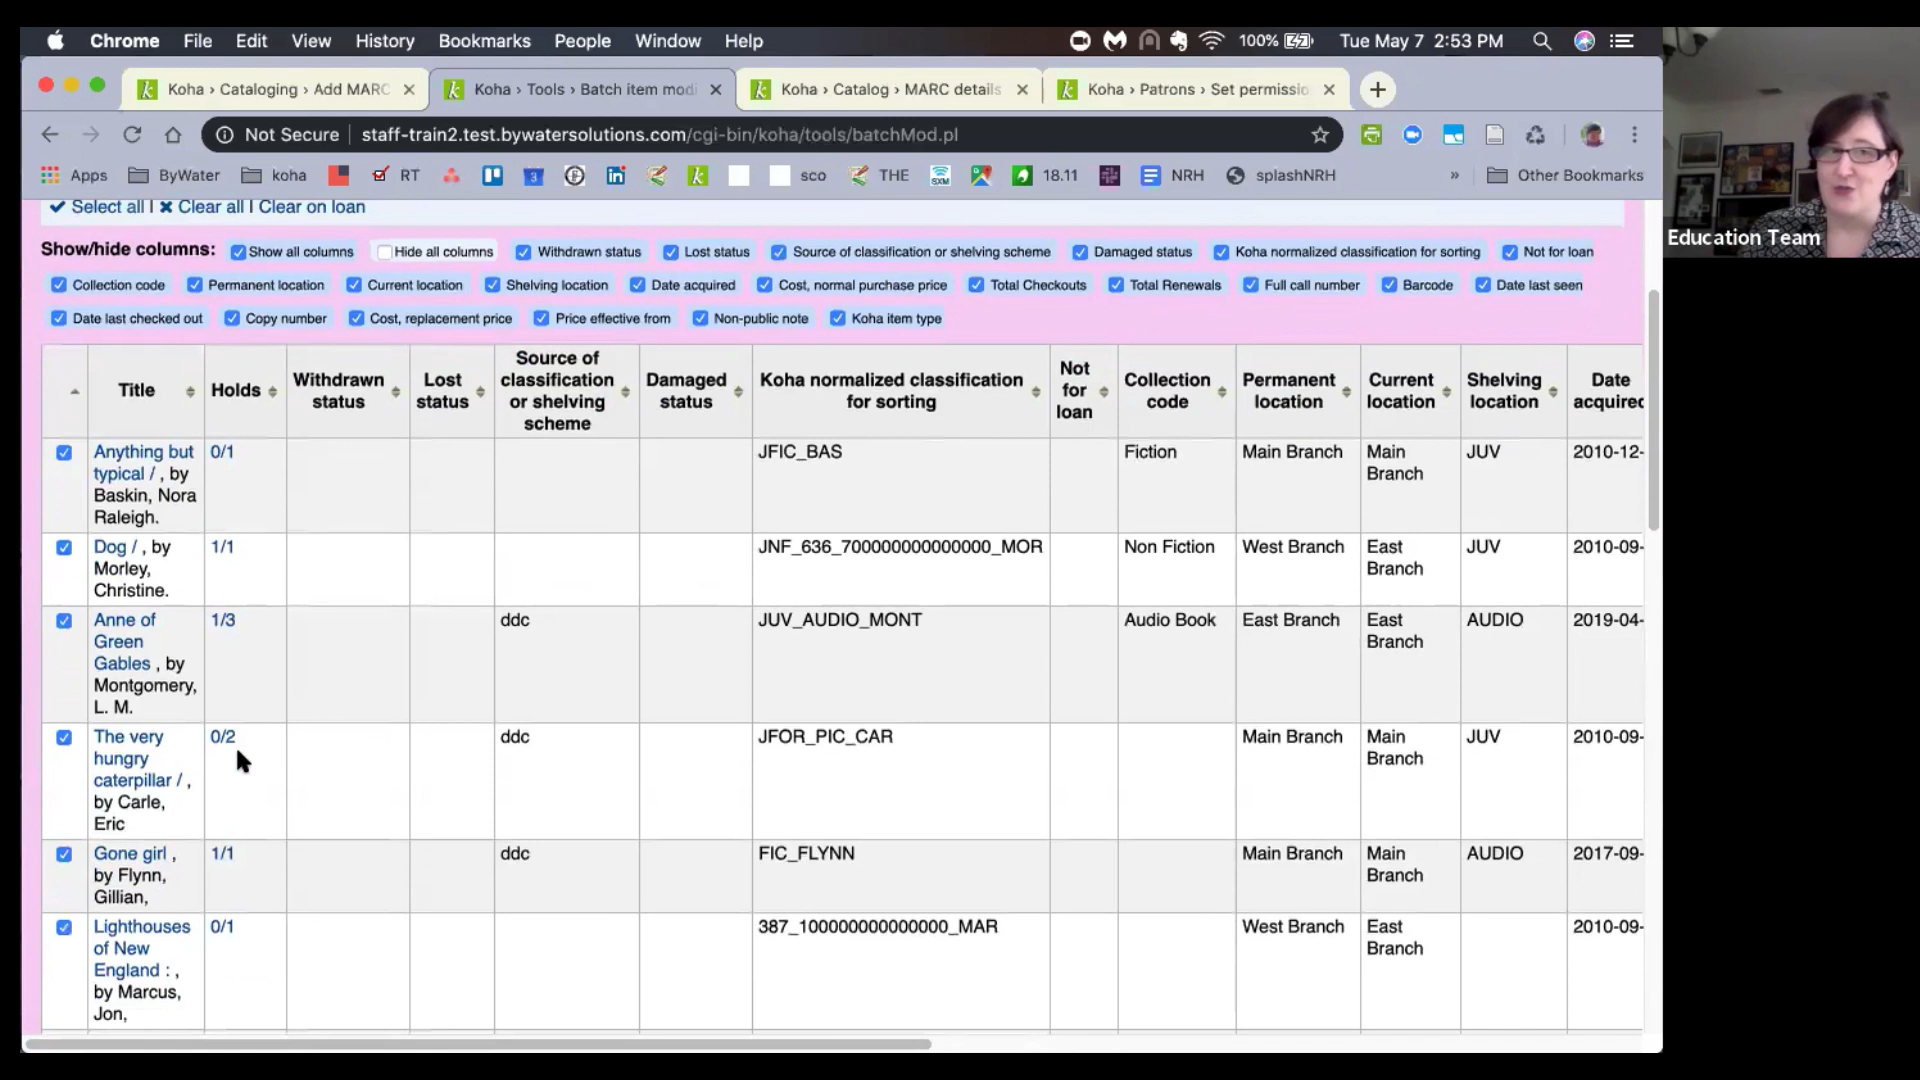 Chrome File Edit View History Bookmarks People Window Help 100% Tue May 7 2:53 PM
Koha › Cataloging › Add MARC
Koha › Tools › Batch item modi
Koha › Catalog › MARC details
Koha › Patrons › Set permissio
Not Secure staff-train2.test.bywatersolutions.com/cgi-bin/koha/tools/batchMod.pl
Apps ByWater koha RT 3 sco THE SXM 18.11 NRH splashNRH » Other Bookmarks
Education Team
Select all | Clear all | Clear on loan
Show/hide columns: Show all columns Hide all columns Withdrawn status Lost status Source of classification or shelving scheme Damaged status Koha normalized classification for sorting Not for loan
Collection code Permanent location Current location Shelving location Date acquired Cost, normal purchase price Total Checkouts Total Renewals Full call number Barcode Date last seen
Date last checked out Copy number Cost, replacement price Price effective from Non-public note Koha item type
Title
Holds
Withdrawn
status
Lost
status
Source of
classification
or shelving
scheme
Damaged
status
Koha normalized classification
for sorting
Not
for
loan
Collection
code
Permanent
location
Current
location
Shelving
location
Date
acquired
Anything but
typical / , by
Baskin, Nora
Raleigh.
0/1
JFIC_BAS
Fiction
Main Branch
Main
Branch
JUV
2010-12-
Dog / , by
Morley,
Christine.
1/1
JNF_636_700000000000000_MOR
Non Fiction
West Branch
East
Branch
JUV
2010-09-
Anne of
Green
Gables , by
Montgomery,
L. M.
1/3
ddc
JUV_AUDIO_MONT
Audio Book
East Branch
East
Branch
AUDIO
2019-04-
The very
hungry
caterpillar / ,
by Carle,
Eric
0/2
ddc
JFOR_PIC_CAR
Main Branch
Main
Branch
JUV
2010-09-
Gone girl ,
by Flynn,
Gillian,
1/1
ddc
FIC_FLYNN
Main Branch
Main
Branch
AUDIO
2017-09-
Lighthouses
of New
England : ,
by Marcus,
Jon,
0/1
387_100000000000000_MAR
West Branch
East
Branch
2010-09-